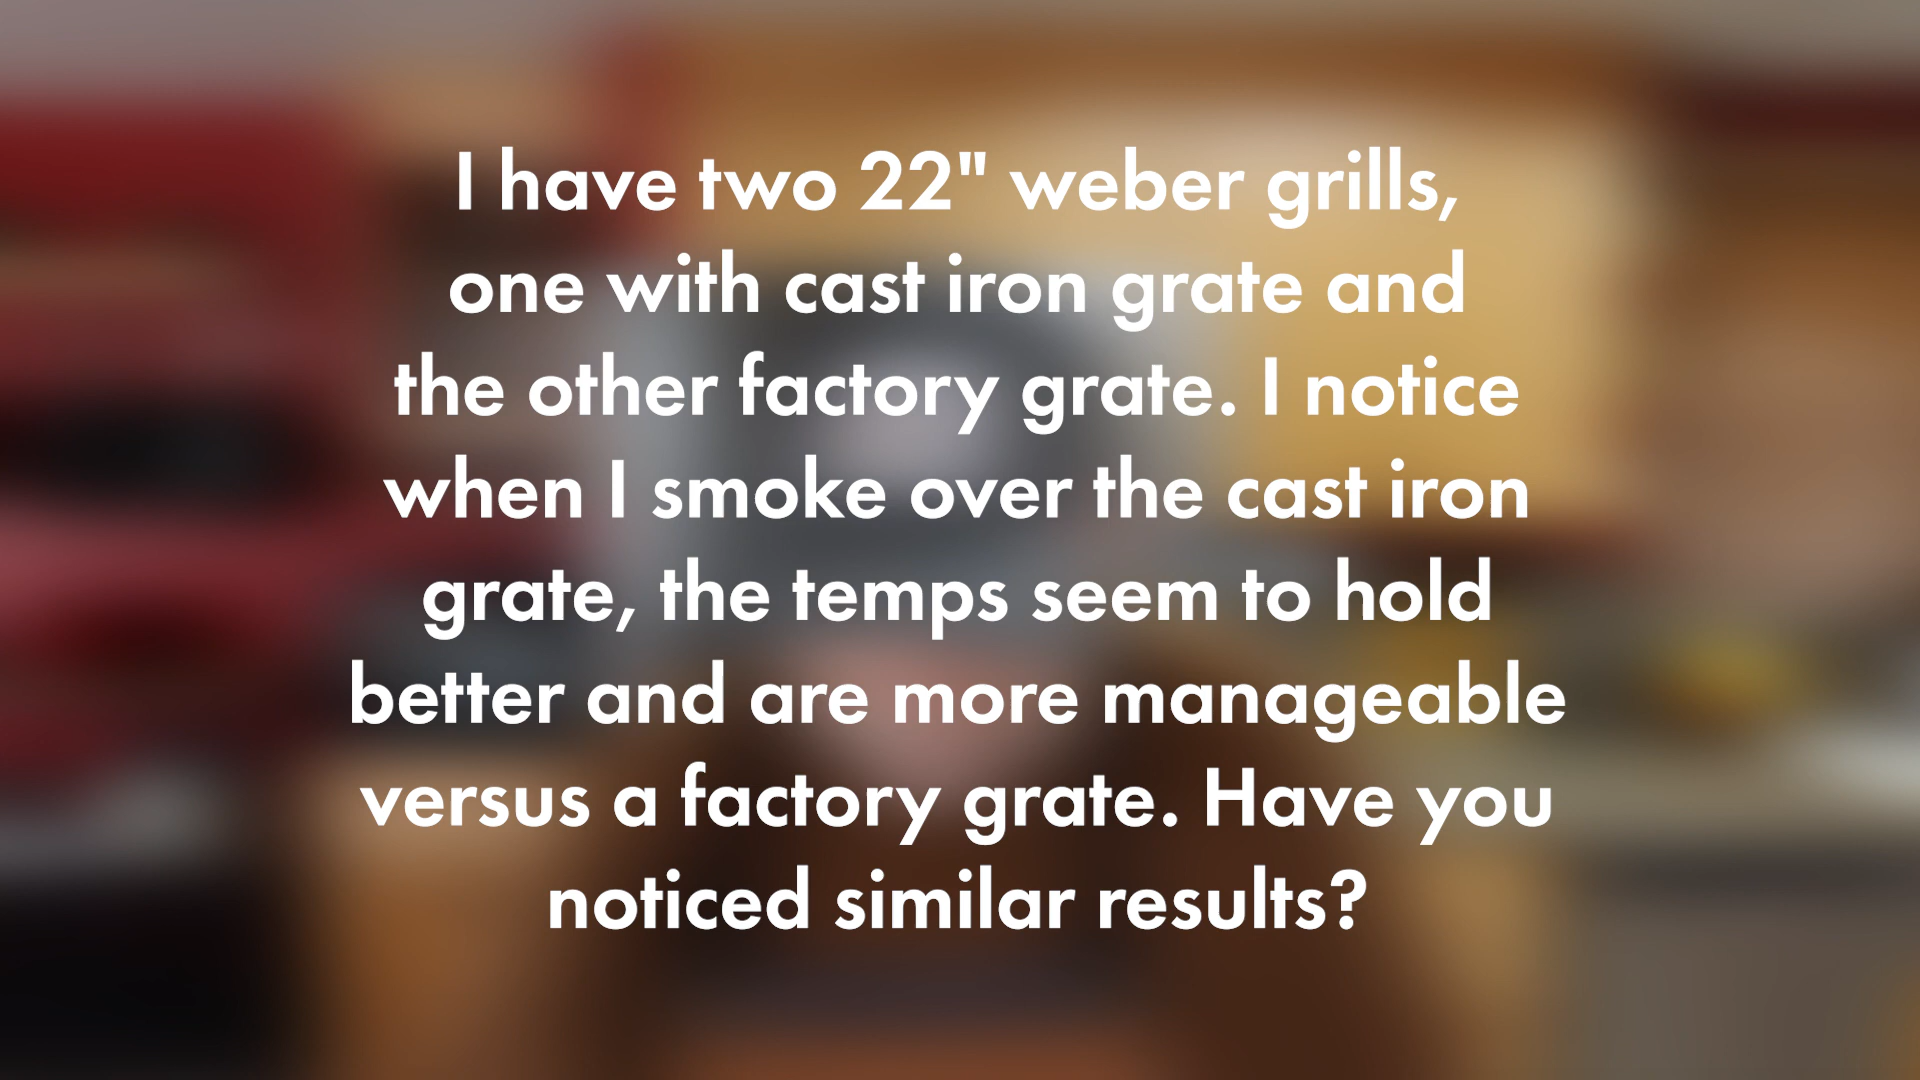 I have two 22" weber grills,
one with cast iron grate and
the other factory grate. I notice
when I smoke over the cast iron
grate, the temps seem to hold
better and are more manageable
versus a factory grate. Have you
noticed similar results?